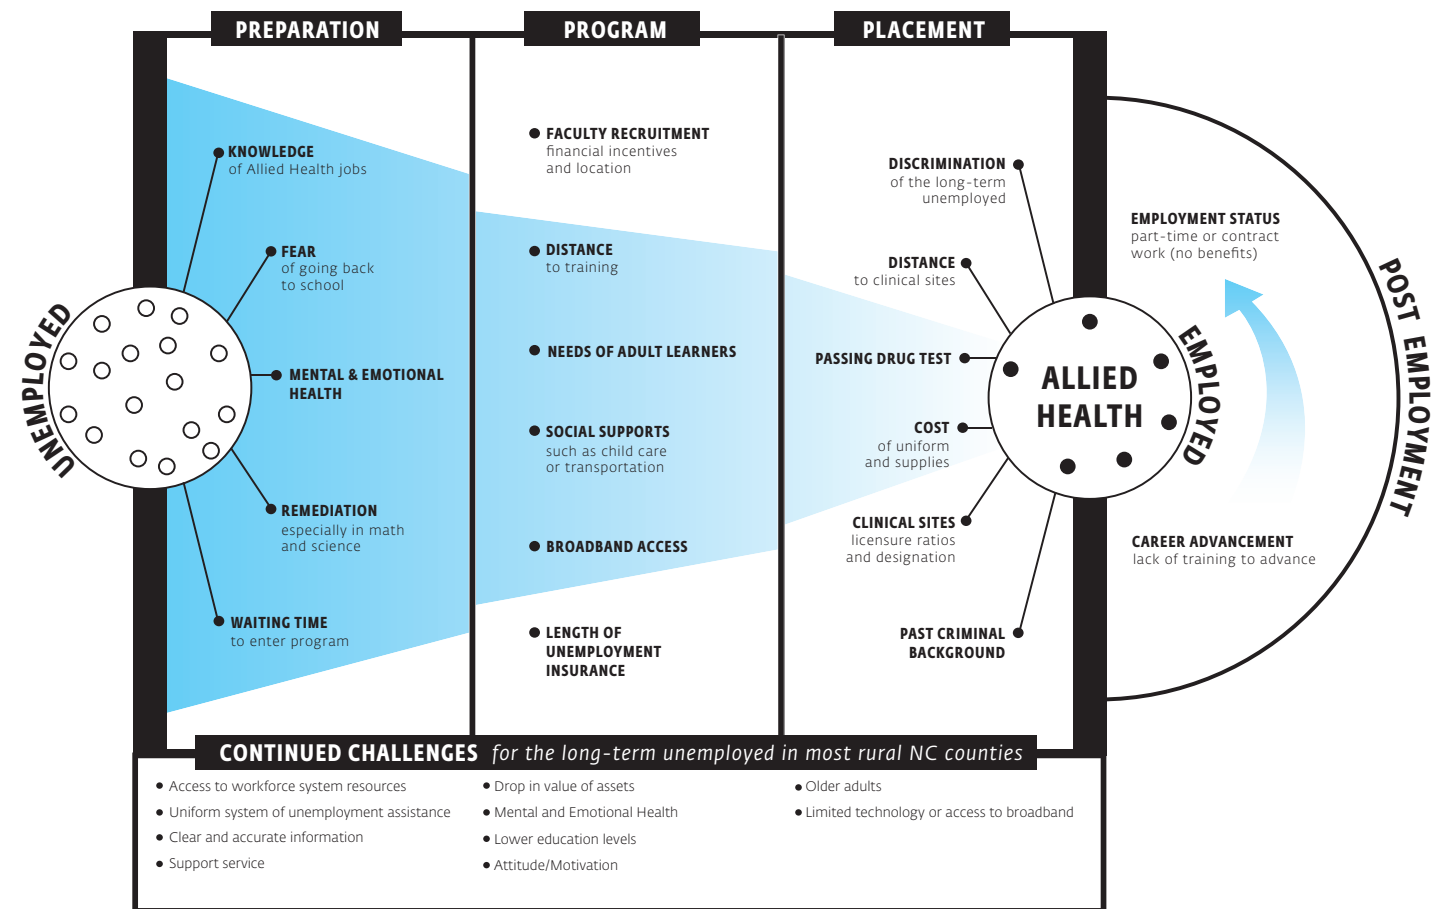 PREPARATION
PROGRAM
PLACEMENT
UNEMPLOYED
KNOWLEDGE
of Allied Health jobs
FEAR
of going back
to school
MENTAL & EMOTIONAL
HEALTH
REMEDIATION
especially in math
and science
WAITING TIME
to enter program
FACULTY RECRUITMENT
financial incentives
and location
DISTANCE
to training
NEEDS OF ADULT LEARNERS
SOCIAL SUPPORTS
such as child care
or transportation
BROADBAND ACCESS
LENGTH OF
UNEMPLOYMENT
INSURANCE
DISCRIMINATION
of the long-term
unemployed
DISTANCE
to clinical sites
PASSING DRUG TEST
COST
of uniform
and supplies
CLINICAL SITES
licensure ratios
and designation
PAST CRIMINAL
BACKGROUND
ALLIED
HEALTH
EMPLOYED
EMPLOYMENT STATUS
part-time or contract
work (no benefits)
CAREER ADVANCEMENT
lack of training to advance
POST EMPLOYMENT
CONTINUED CHALLENGES for the long-term unemployed in most rural NC counties
Access to workforce system resources
Uniform system of unemployment assistance
Clear and accurate information
Support service
Drop in value of assets
Mental and Emotional Health
Lower education levels
Attitude/Motivation
Older adults
Limited technology or access to broadband